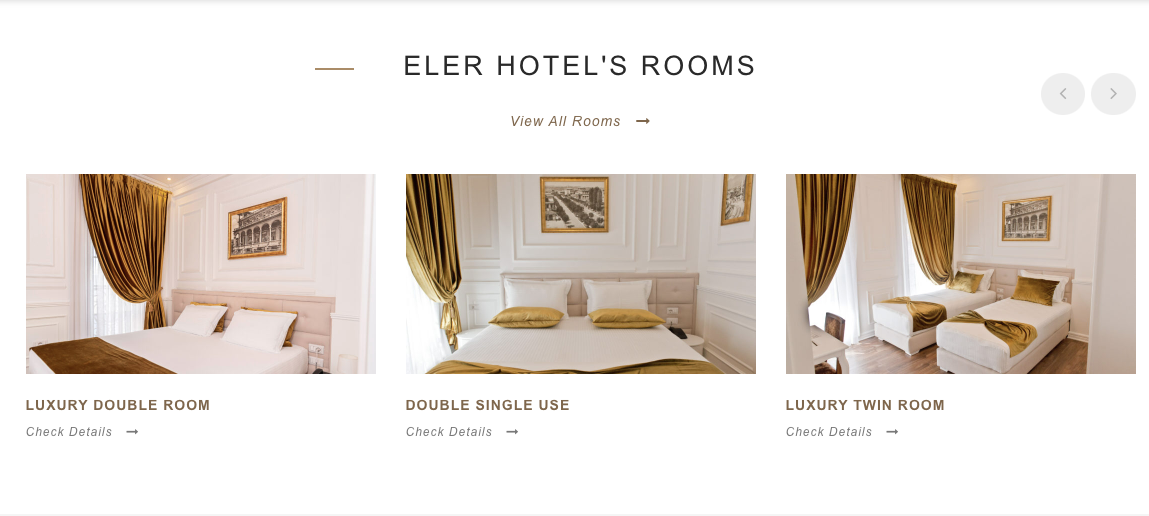 ELER HOTEL'S ROOMS
View All Rooms
LUXURY DOUBLE ROOM
Check Details
DOUBLE SINGLE USE
Check Details
LUXURY TWIN ROOM
Check Details